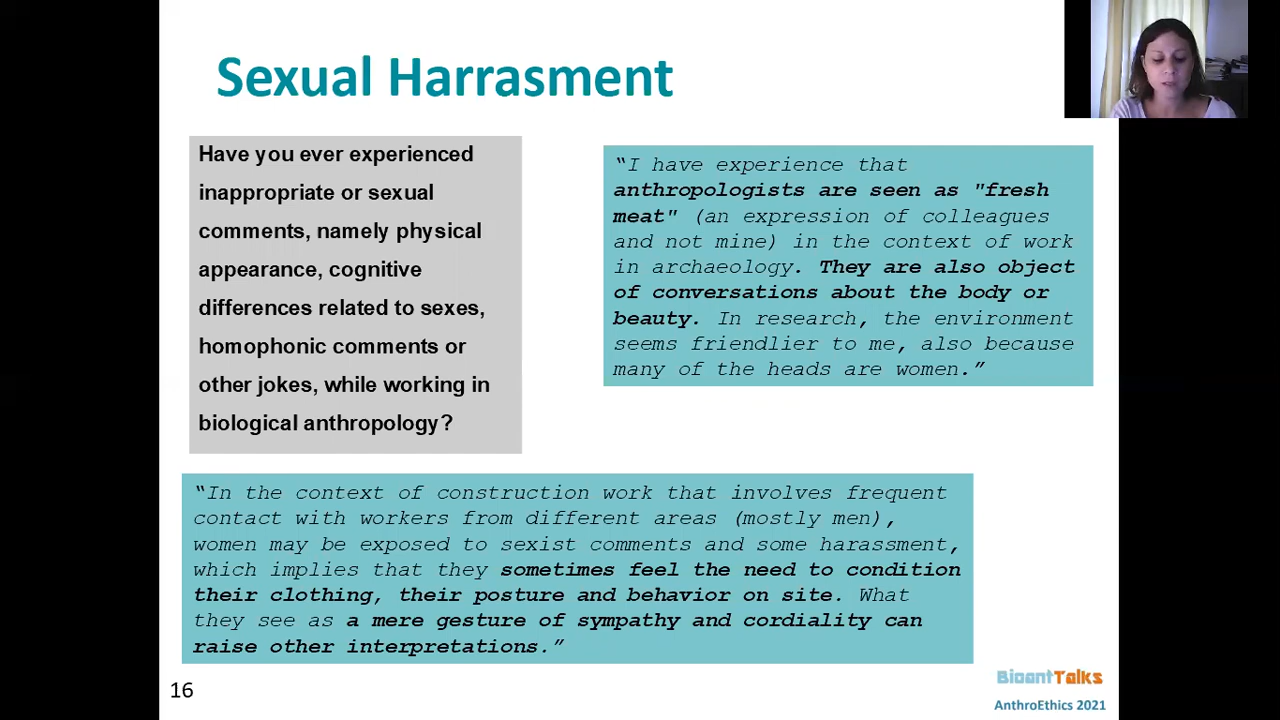 Sexual Harrasment
Have you ever experienced
inappropriate or sexual
comments, namely physical
appearance, cognitive
differences related to sexes,
homophonic comments or
other jokes, while working in
biological anthropology?
“I have experience that
anthropologists are seen as "fresh
meat" (an expression of colleagues
and not mine) in the context of work
in archaeology. They are also object
of conversations about the body or
beauty. In research, the environment
seems friendlier to me, also because
many of the heads are women.”
“In the context of construction work that involves frequent
contact with workers from different areas (mostly men),
women may be exposed to sexist comments and some harassment,
which implies that they sometimes feel the need to condition
their clothing, their posture and behavior on site. What
they see as a mere gesture of sympathy and cordiality can
raise other interpretations.”
16
BioantTalks
AnthroEthics 2021